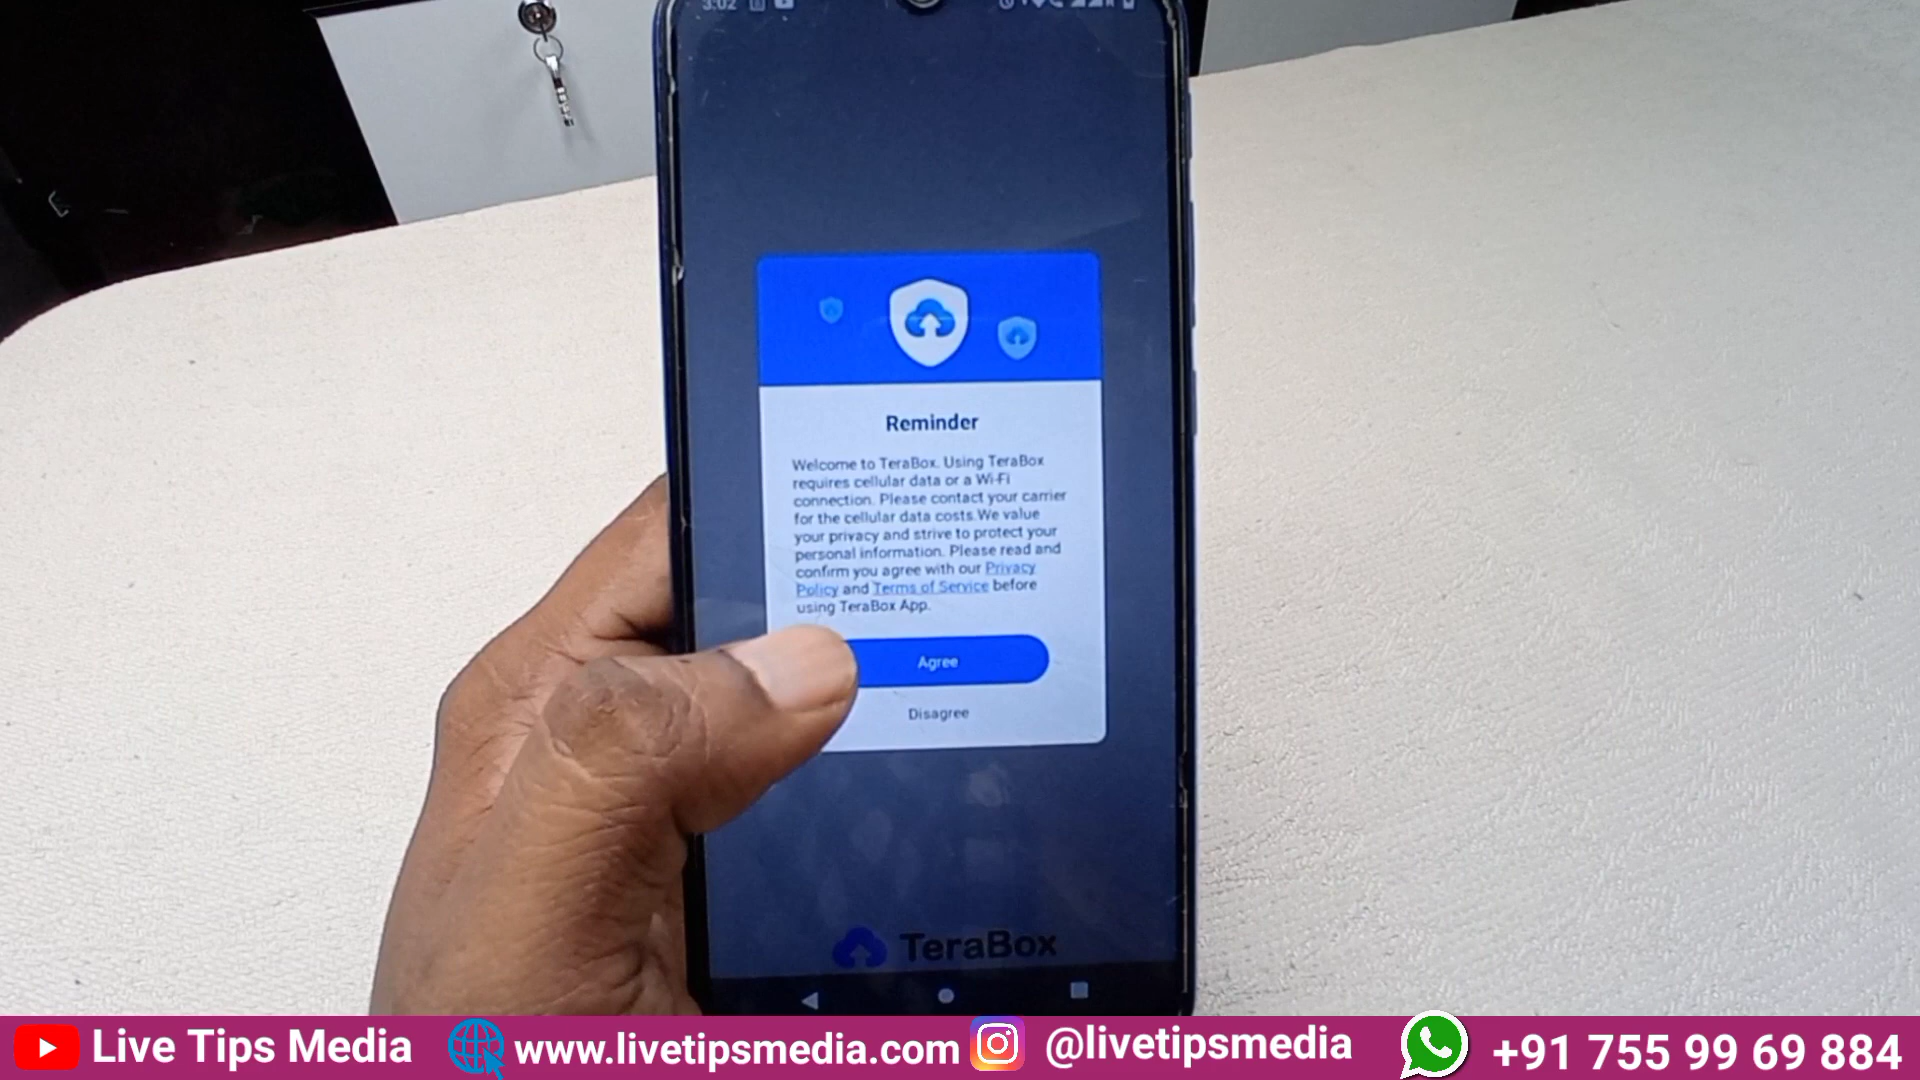 3:02
Reminder
Welcome to TeraBox. Using TeraBox
requires cellular data or a Wi-Fi
connection. Please contact your carrier
for the cellular data costs.We value
your privacy and strive to protect your
personal information. Please read and
confirm you agree with our Privacy
Policy and Terms of Service before
using TeraBox App.
Agree
Disagree
TeraBox
Live Tips Media
www.livetipsmedia.com
@livetipsmedia
+91 755 99 69 884